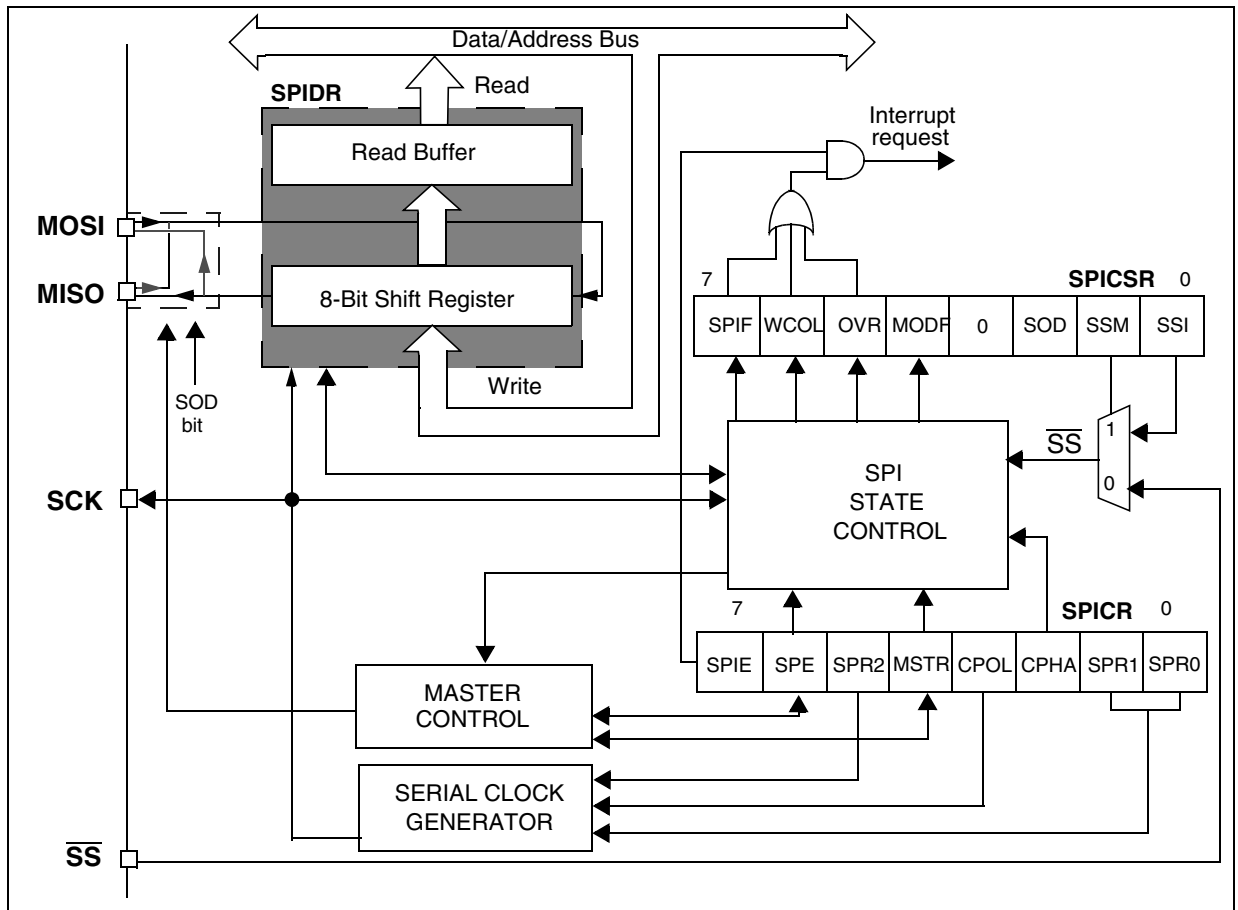 Data/Address Bus
SPIDR
Read
Read Buffer
Interrupt
request
MOSI
MISO
8-Bit Shift Register
Write
SOD
bit
7
SPICSR
0
SPIF
WCOL
OVR
MODF
0
SOD
SSM
SSI
1
SS
0
SCK
SPI
STATE
CONTROL
7
SPICR
0
SPIE
SPE
SPR2
MSTR
CPOL
CPHA
SPR1
SPR0
MASTER
CONTROL
SERIAL CLOCK
GENERATOR
SS